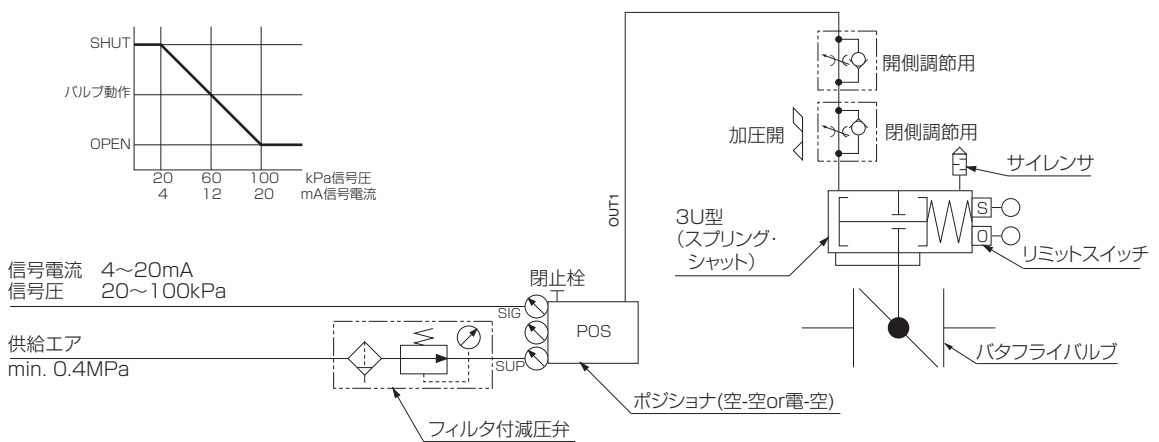 SHUT
バルブ動作
OPEN
20 60 100 kPa信号圧
4 12 20 mA信号電流
開側調節用
加圧開
閉側調節用
サイレンサ
OUT1
3U型
(スプリング・
シャット)
S
O
リミットスイッチ
信号電流 4〜20mA
信号圧 20〜100kPa
閉止栓
SIG
POS
供給エア
min. 0.4MPa
SUP
バタフライバルブ
ポジショナ(空-空or電-空)
フィルタ付減圧弁